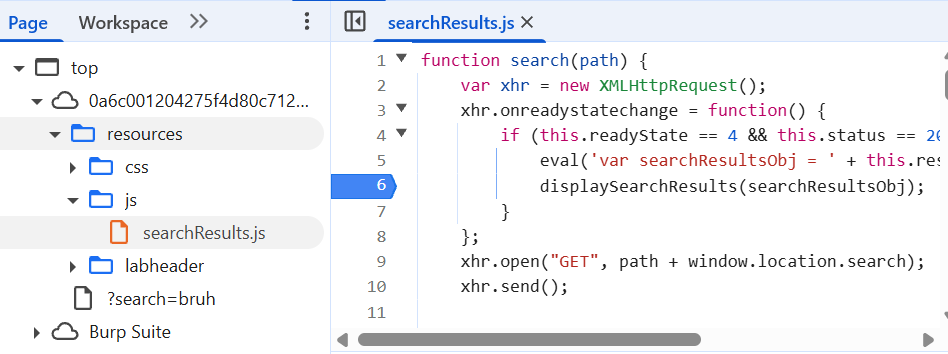 Page Workspace
top
0a6c001204275f4d80c712...
resources
css
js
searchResults.js
labheader
?search=bruh
Burp Suite
searchResults.js
1 function search(path) {
2 var xhr = new XMLHttpRequest();
3 xhr.onreadystatechange = function() {
4 if (this.readyState == 4 && this.status == 20
5 eval('var searchResultsObj = ' + this.res
6 displaySearchResults(searchResultsObj);
7 }
8 };
9 xhr.open("GET", path + window.location.search);
10 xhr.send();
11